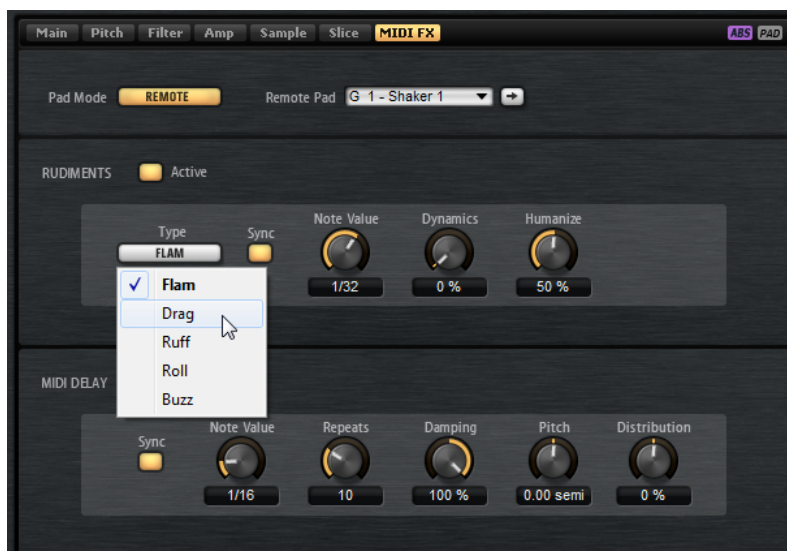 Main Pitch Filter Amp Sample Slice MIDI FX ABS PAD
Pad Mode REMOTE Remote Pad G 1 - Shaker 1
RUDIMENTS Active
Type Sync Note Value Dynamics Humanize
FLAM 1/32 0 % 50 %
Flam
Drag
Ruff
Roll
Buzz
MIDI DELAY
Sync Note Value Repeats Damping Pitch Distribution
1/16 10 100 % 0.00 semi 0 %